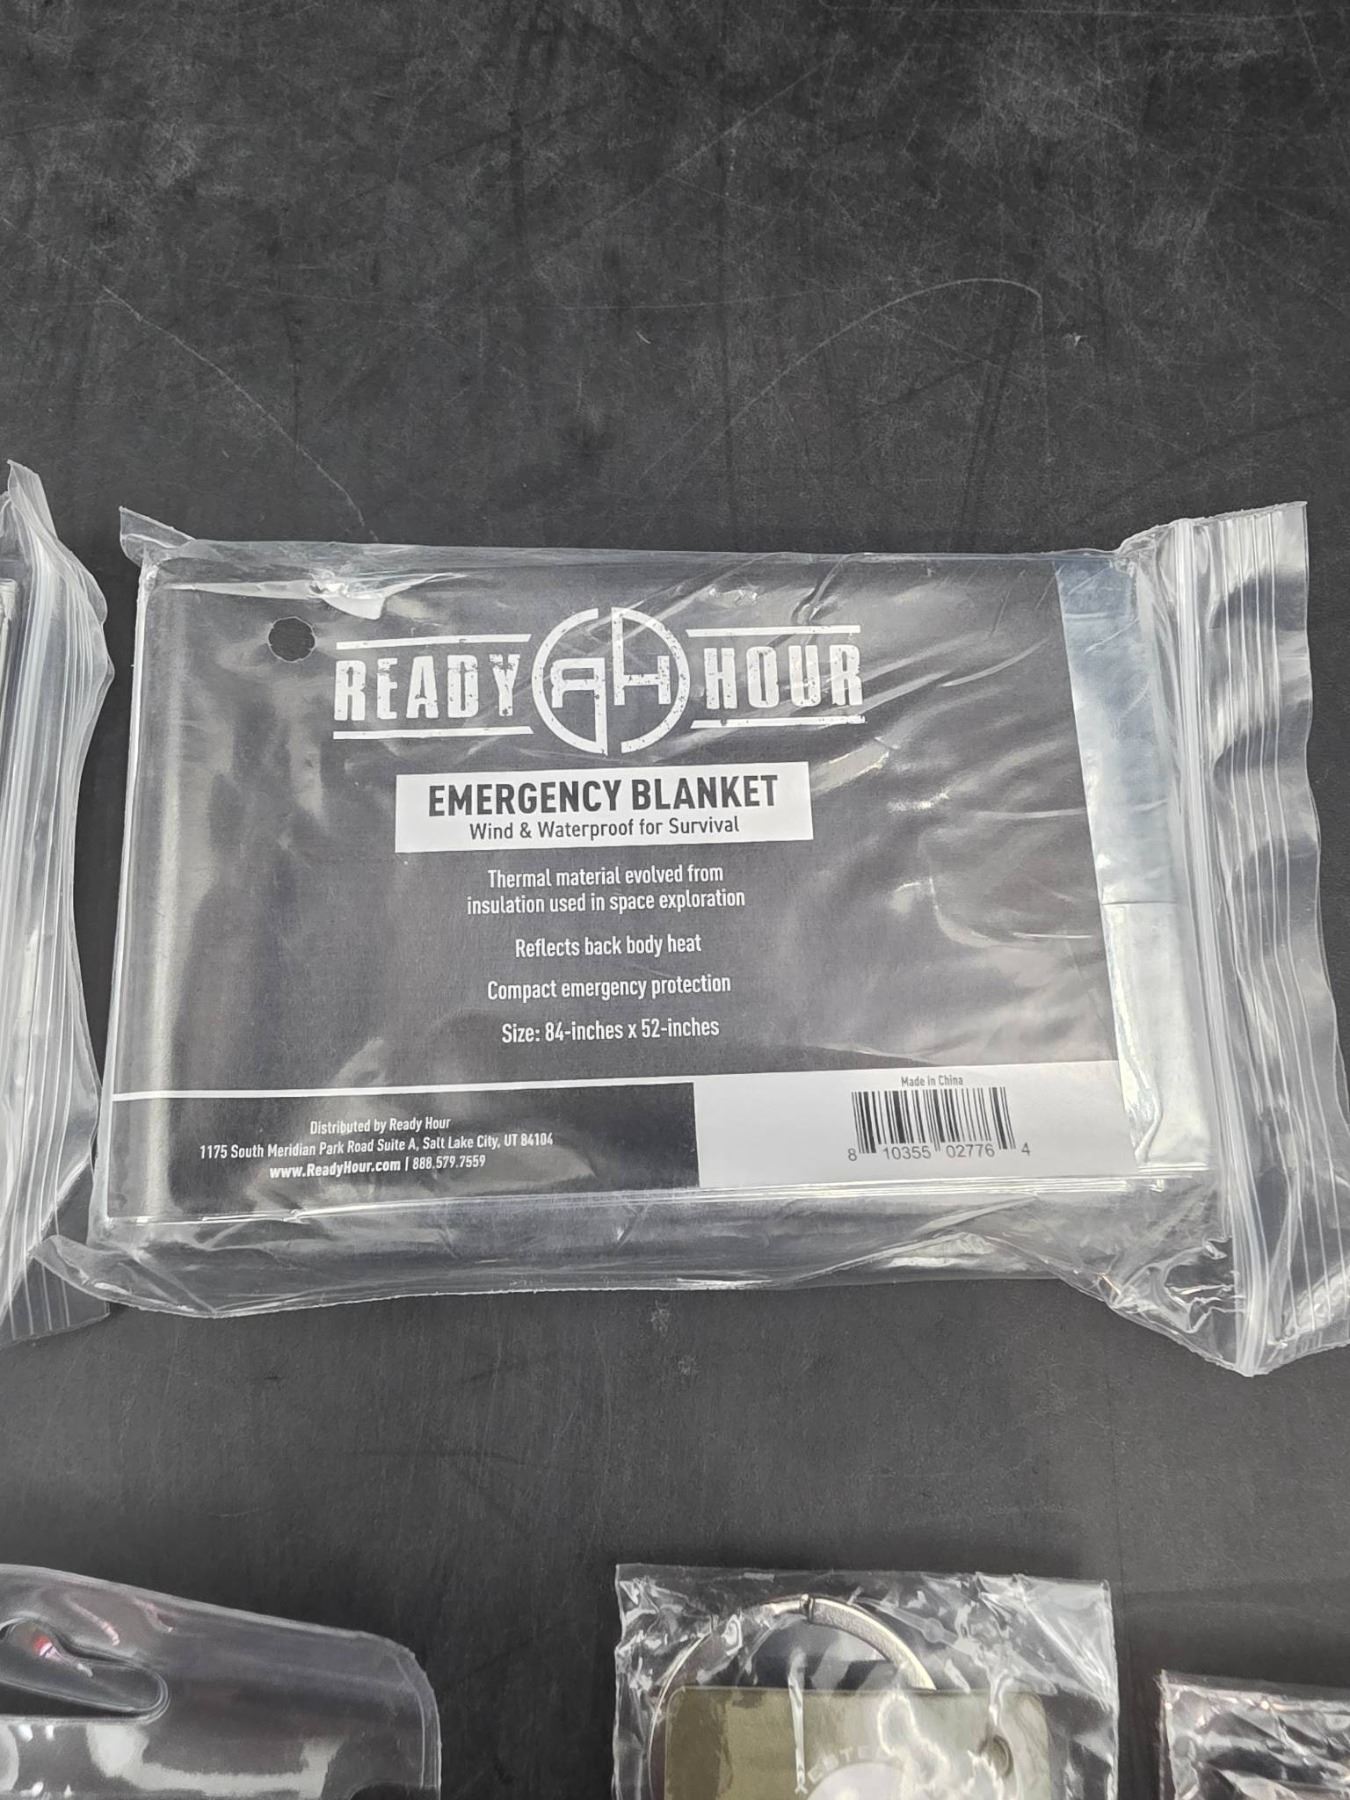 READY RH HOUR
EMERGENCY BLANKET
Wind & Waterproof for Survival
Thermal material evolved from
insulation used in space exploration
Reflects back body heat
Compact emergency protection
Size: 84-inches x 52-inches
Made in China
8 10355 02776 4
Distributed by Ready Hour
1175 South Meridian Park Road Suite A, Salt Lake City, UT 84104
www.ReadyHour.com | 888.579.7559